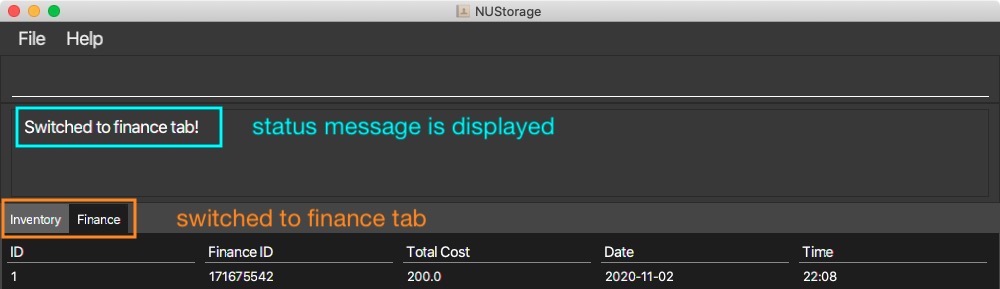 NUStorage
File Help
Switched to finance tab! status message is displayed
Inventory Finance switched to finance tab
ID Finance ID Total Cost Date Time
1 171675542 200.0 2020-11-02 22:08